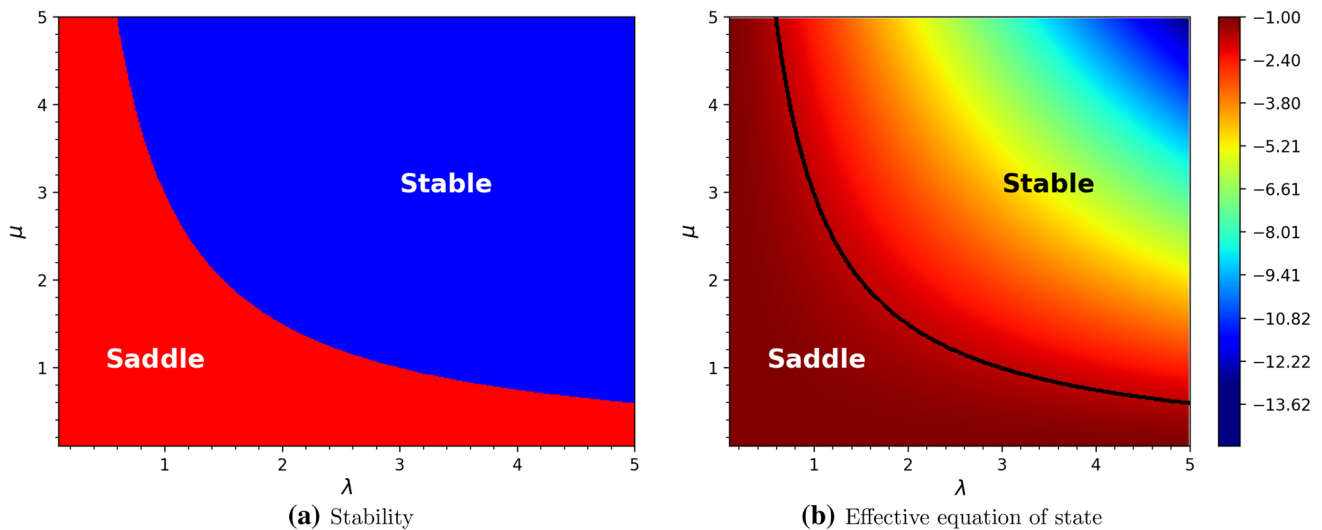 5
4
3
2
1
μ
Stable
Saddle
1 2 3 4 5
λ
(a) Stability
5
4
3
2
1
μ
Stable
Saddle
1 2 3 4 5
λ
−1.00
−2.40
−3.80
−5.21
−6.61
−8.01
−9.41
−10.82
−12.22
−13.62
(b) Effective equation of state